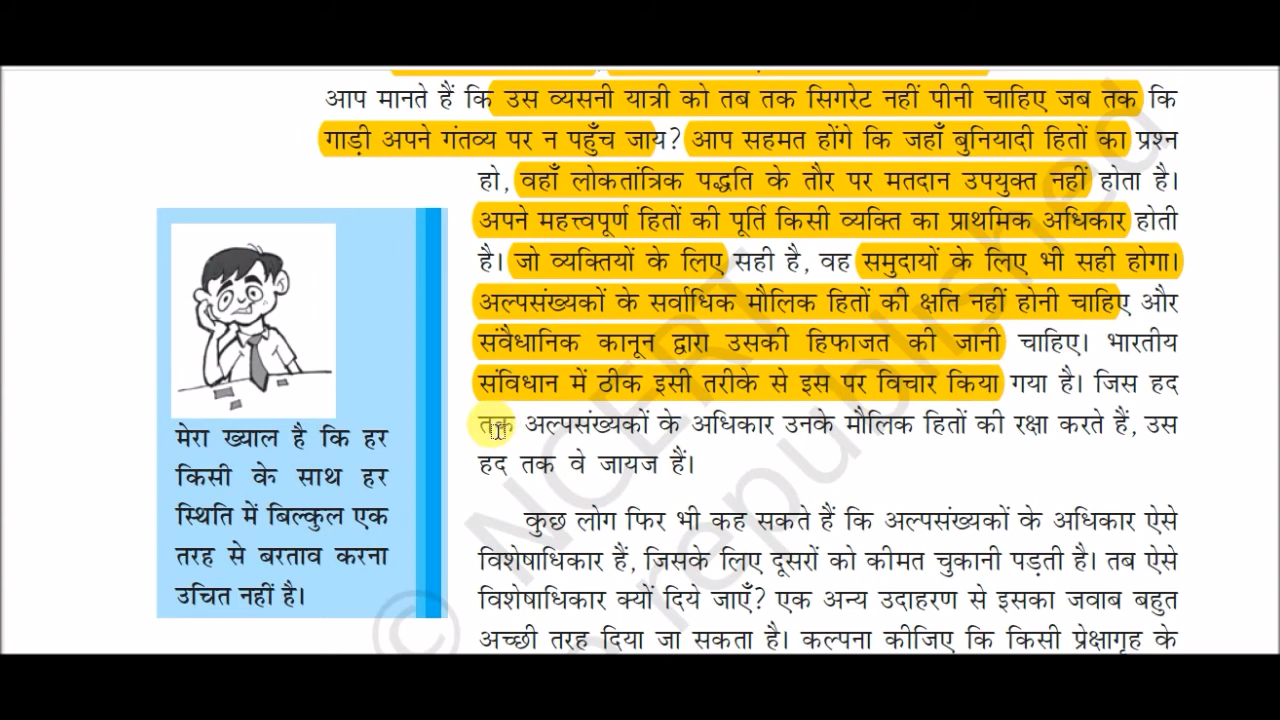 आप मानते हैं कि उस व्यसनी यात्री को तब तक सिगरेट नहीं पीनी चाहिए जब तक कि
गाड़ी अपने गंतव्य पर न पहुँच जाय? आप सहमत होंगे कि जहाँ बुनियादी हितों का प्रश्न
हो, वहाँ लोकतांत्रिक पद्धति के तौर पर मतदान उपयुक्त नहीं होता है।
अपने महत्त्वपूर्ण हितों की पूर्ति किसी व्यक्ति का प्राथमिक अधिकार होती
है। जो व्यक्तियों के लिए सही है, वह समुदायों के लिए भी सही होगा।
अल्पसंख्यकों के सर्वाधिक मौलिक हितों की क्षति नहीं होनी चाहिए और
संवैधानिक कानून द्वारा उसकी हिफाजत की जानी चाहिए। भारतीय
संविधान में ठीक इसी तरीके से इस पर विचार किया गया है। जिस हद
तक अल्पसंख्यकों के अधिकार उनके मौलिक हितों की रक्षा करते हैं, उस
हद तक वे जायज हैं।
मेरा ख्याल है कि हर
किसी के साथ हर
स्थिति में बिल्कुल एक
तरह से बरताव करना
उचित नहीं है।
कुछ लोग फिर भी कह सकते हैं कि अल्पसंख्यकों के अधिकार ऐसे
विशेषाधिकार हैं, जिसके लिए दूसरों को कीमत चुकानी पड़ती है। तब ऐसे
विशेषाधिकार क्यों दिये जाएँ? एक अन्य उदाहरण से इसका जवाब बहुत
अच्छी तरह दिया जा सकता है। कल्पना कीजिए कि किसी प्रेक्षागृह के
© NCERT
republished